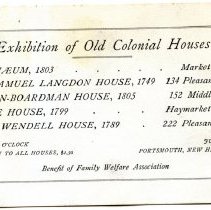 Exhibition of Old Colonial Houses
ÆUM, 1803 Market
AMUEL LANGDON HOUSE, 1749 134 Pleasan
N-BOARDMAN HOUSE, 1805 152 Middl
E HOUSE, 1799 Haymarket
WENDELL HOUSE, 1789 222 Pleasan
O'CLOCK
N TO ALL HOUSES, $1.50 PORTSMOUTH, NEW H
Benefit of Family Welfare Association